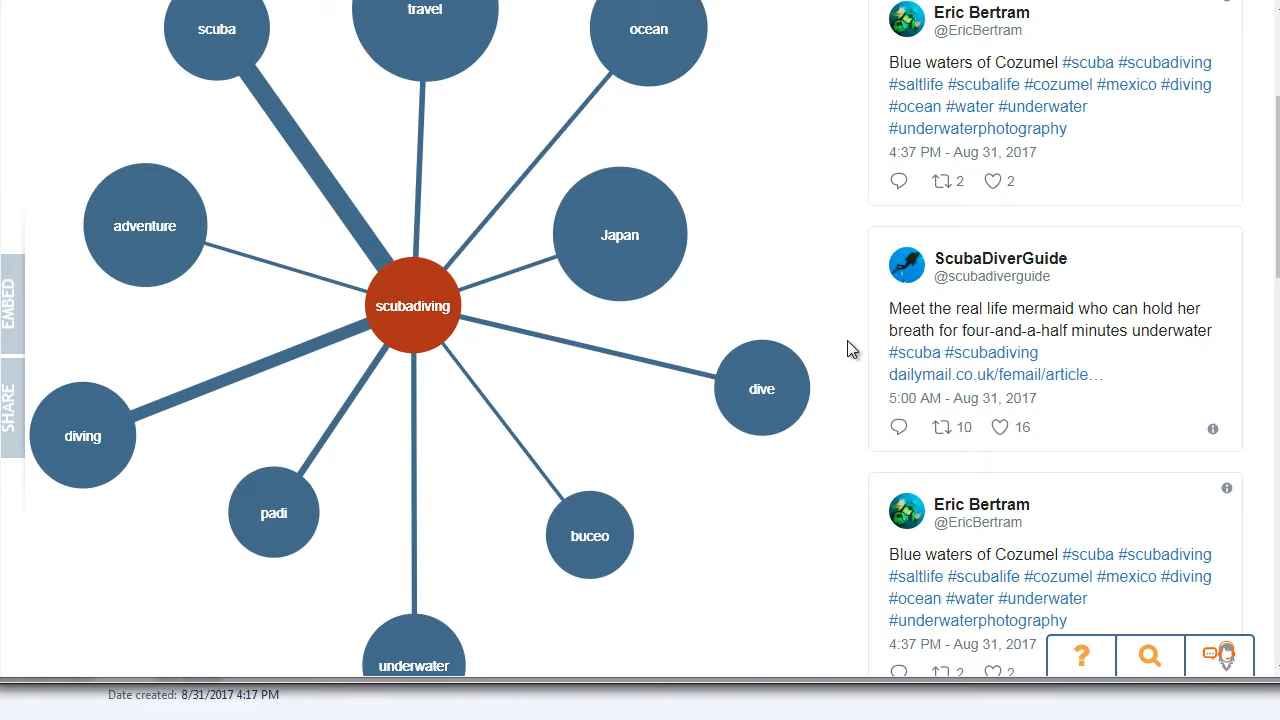 travel
scuba
ocean
adventure
Japan
scubadiving
dive
diving
padi
buceo
underwater
EMBED
SHARE
Eric Bertram
@EricBertram
Blue waters of Cozumel #scuba #scubadiving
#saltlife #scubalife #cozumel #mexico #diving
#ocean #water #underwater
#underwaterphotography
4:37 PM - Aug 31, 2017
2
2
ScubaDiverGuide
@scubadiverguide
Meet the real life mermaid who can hold her
breath for four-and-a-half minutes underwater
#scuba #scubadiving
dailymail.co.uk/femail/article…
5:00 AM - Aug 31, 2017
10
16
Eric Bertram
@EricBertram
Blue waters of Cozumel #scuba #scubadiving
#saltlife #scubalife #cozumel #mexico #diving
#ocean #water #underwater
#underwaterphotography
4:37 PM - Aug 31, 2017
2
2
?
Date created: 8/31/2017 4:17 PM